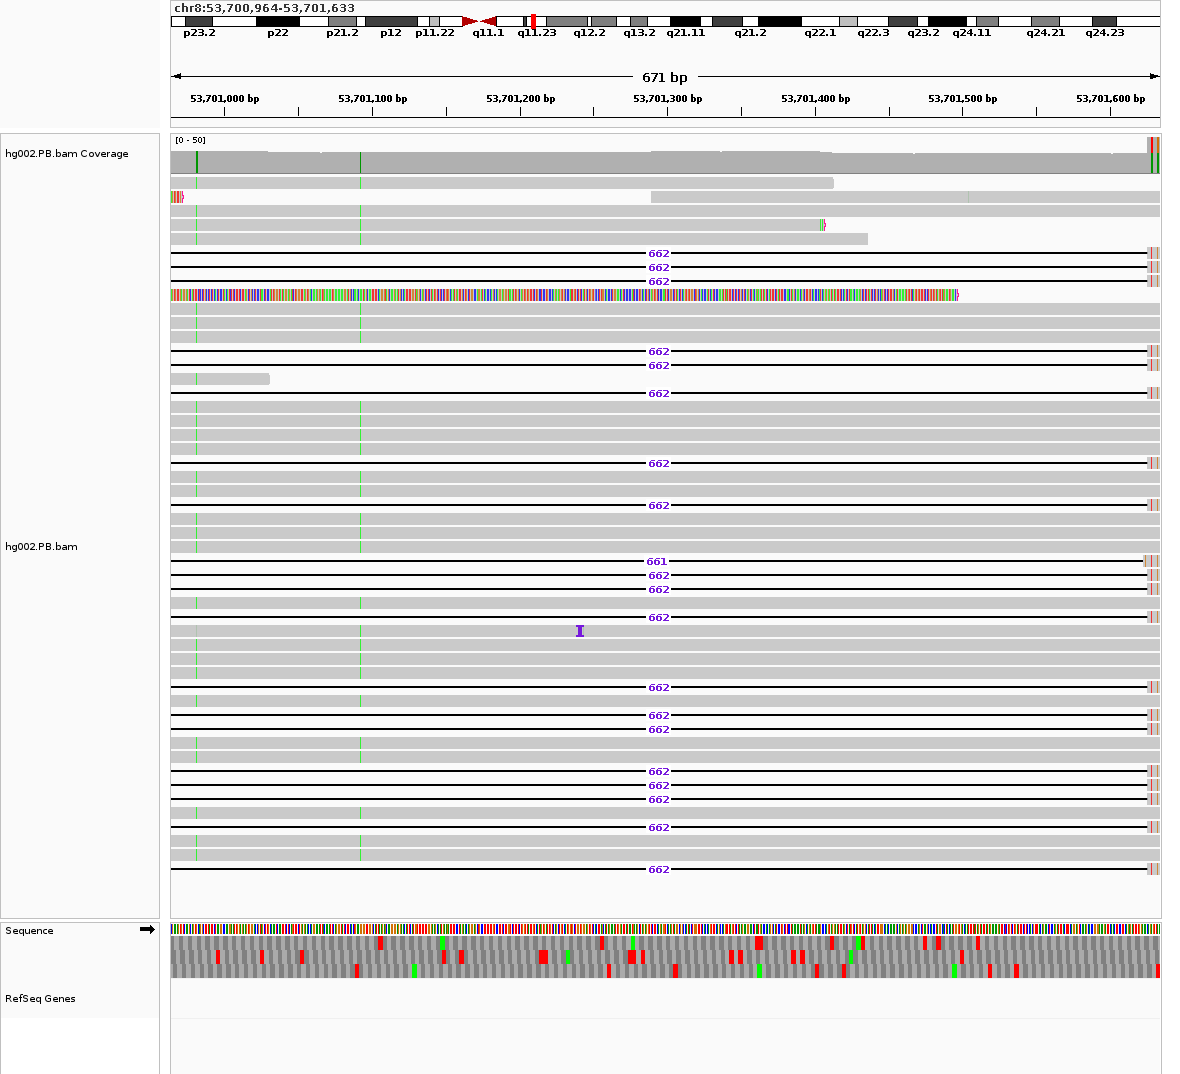 chr8:53,700,964-53,701,633
p23.2 p22 p21.2 p12 p11.22 q11.1 q11.23 q12.2 q13.2 q21.11 q21.2 q22.1 q22.3 q23.2 q24.11 q24.21 q24.23
671 bp
53,701,000 bp 53,701,100 bp 53,701,200 bp 53,701,300 bp 53,701,400 bp 53,701,500 bp 53,701,600 bp
[0 - 50]
hg002.PB.bam Coverage
662
662
662
662
662
662
662
662
hg002.PB.bam
661
662
662
662
662
662
662
662
662
662
662
662
Sequence
RefSeq Genes